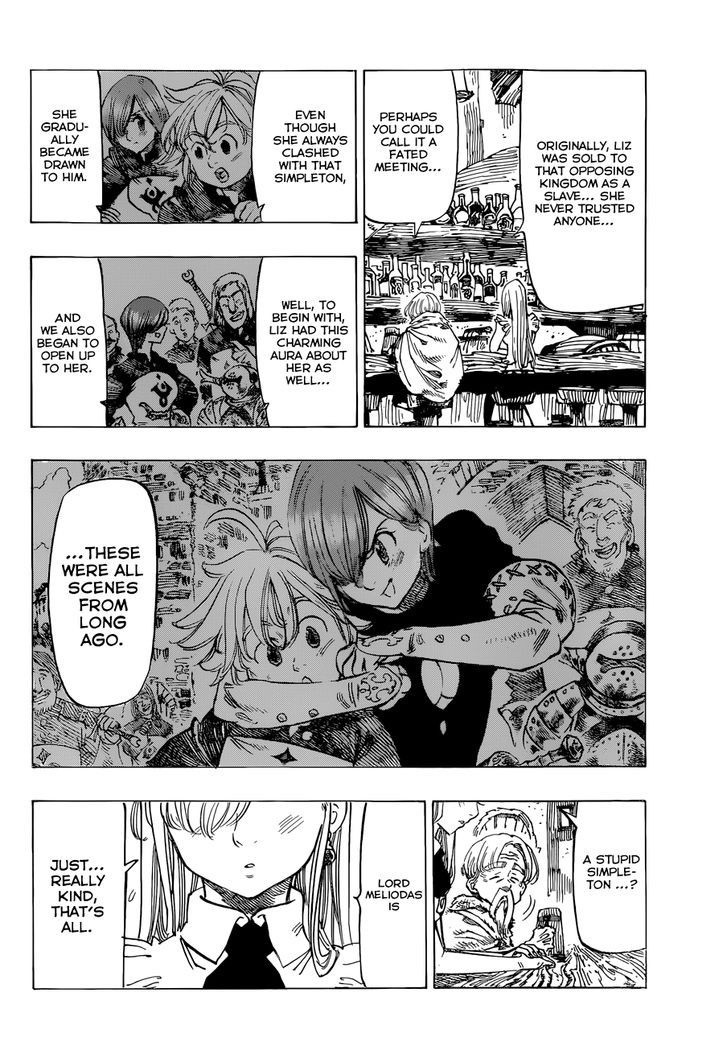 ORIGINALLY, LIZ
WAS SOLD TO
THAT OPPOSING
KINGDOM AS A
SLAVE... SHE
NEVER TRUSTED
ANYONE...
PERHAPS
YOU COULD
CALL IT A
FATED
MEETING...
EVEN
THOUGH
SHE ALWAYS
CLASHED
WITH THAT
SIMPLETON,
SHE
GRADU-
ALLY
BECAME
DRAWN
TO HIM.
WELL, TO
BEGIN WITH,
LIZ HAD THIS
CHARMING
AURA ABOUT
HER AS
WELL...
AND
WE ALSO
BEGAN TO
OPEN UP
TO HER.
...THESE
WERE ALL
SCENES
FROM
LONG
AGO.
A STUPID
SIMPLE-
TON ...?
LORD
MELIODAS
IS
JUST...
REALLY
KIND,
THAT'S
ALL.